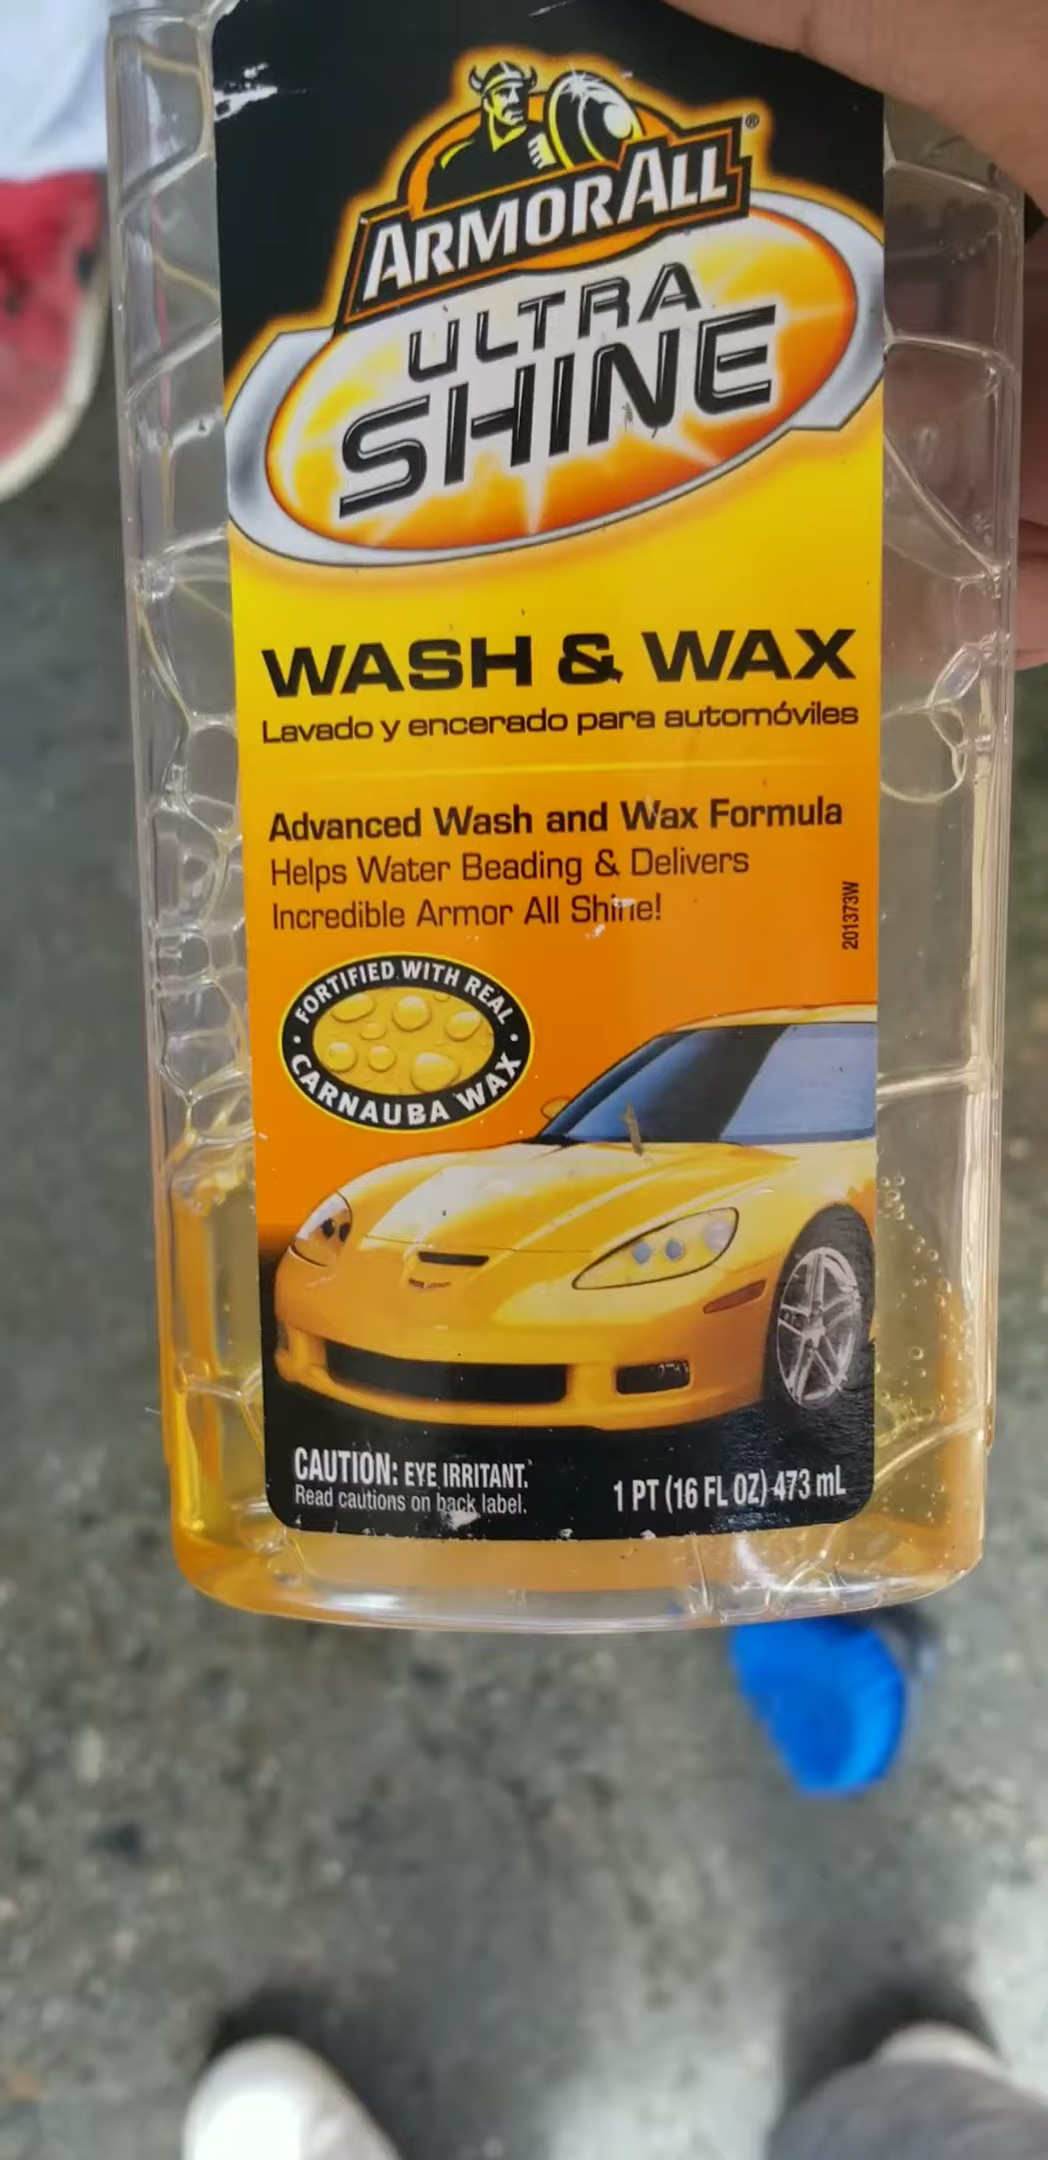 ARMOR ALL®
ULTRA
SHINE
WASH & WAX
Lavado y encerado para automóviles
Advanced Wash and Wax Formula
Helps Water Beading & Delivers
Incredible Armor All Shine!
201373W
FORTIFIED WITH REAL
• CARNAUBA WAX •
CAUTION: EYE IRRITANT.
Read cautions on back label.
1 PT (16 FL OZ) 473 mL